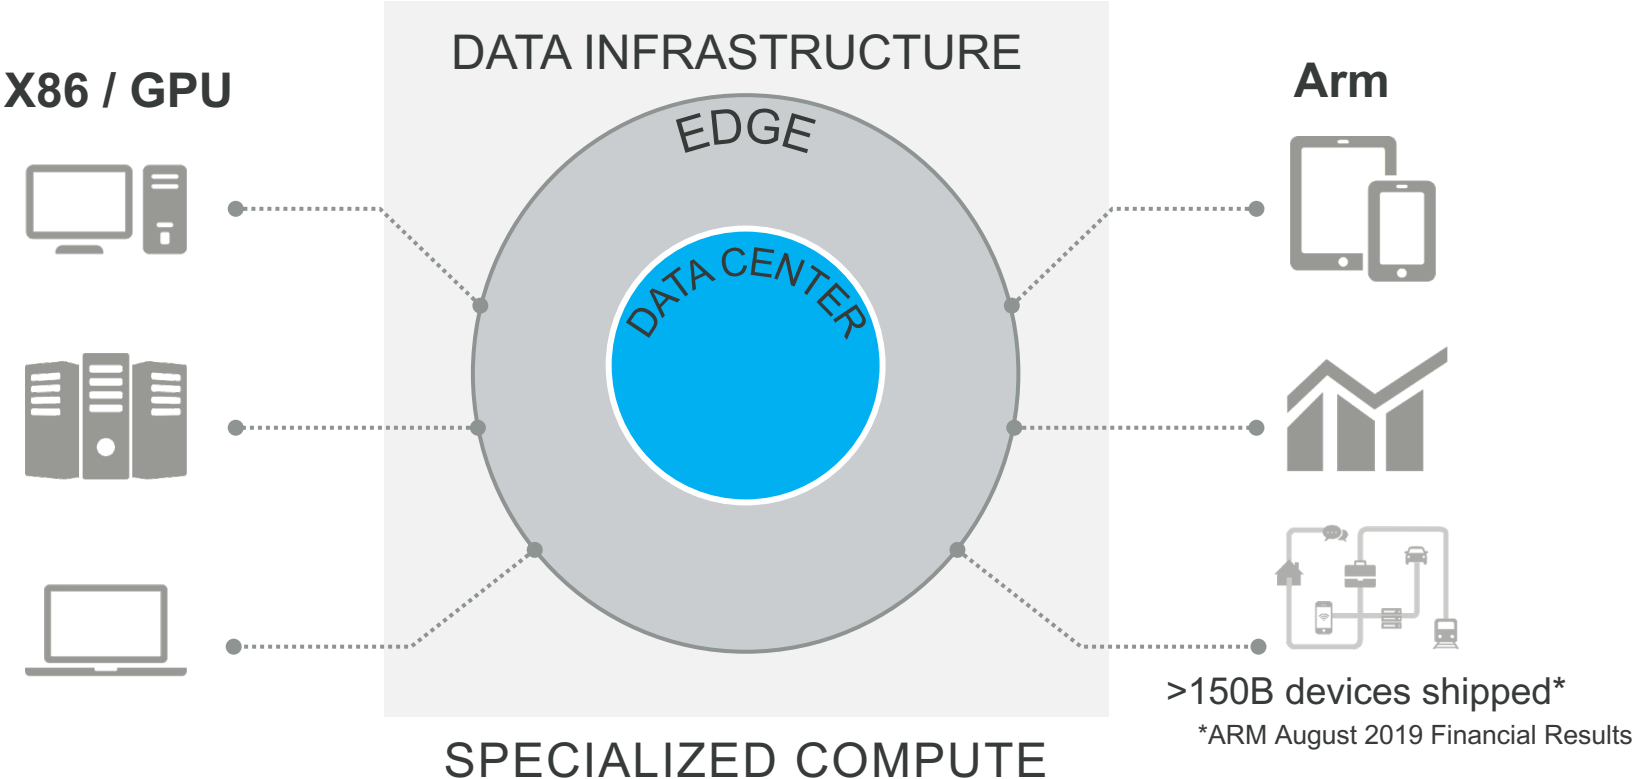 DATA INFRASTRUCTURE
X86 / GPU
Arm
EDGE
DATA CENTER
>150B devices shipped*
*ARM August 2019 Financial Results
SPECIALIZED COMPUTE